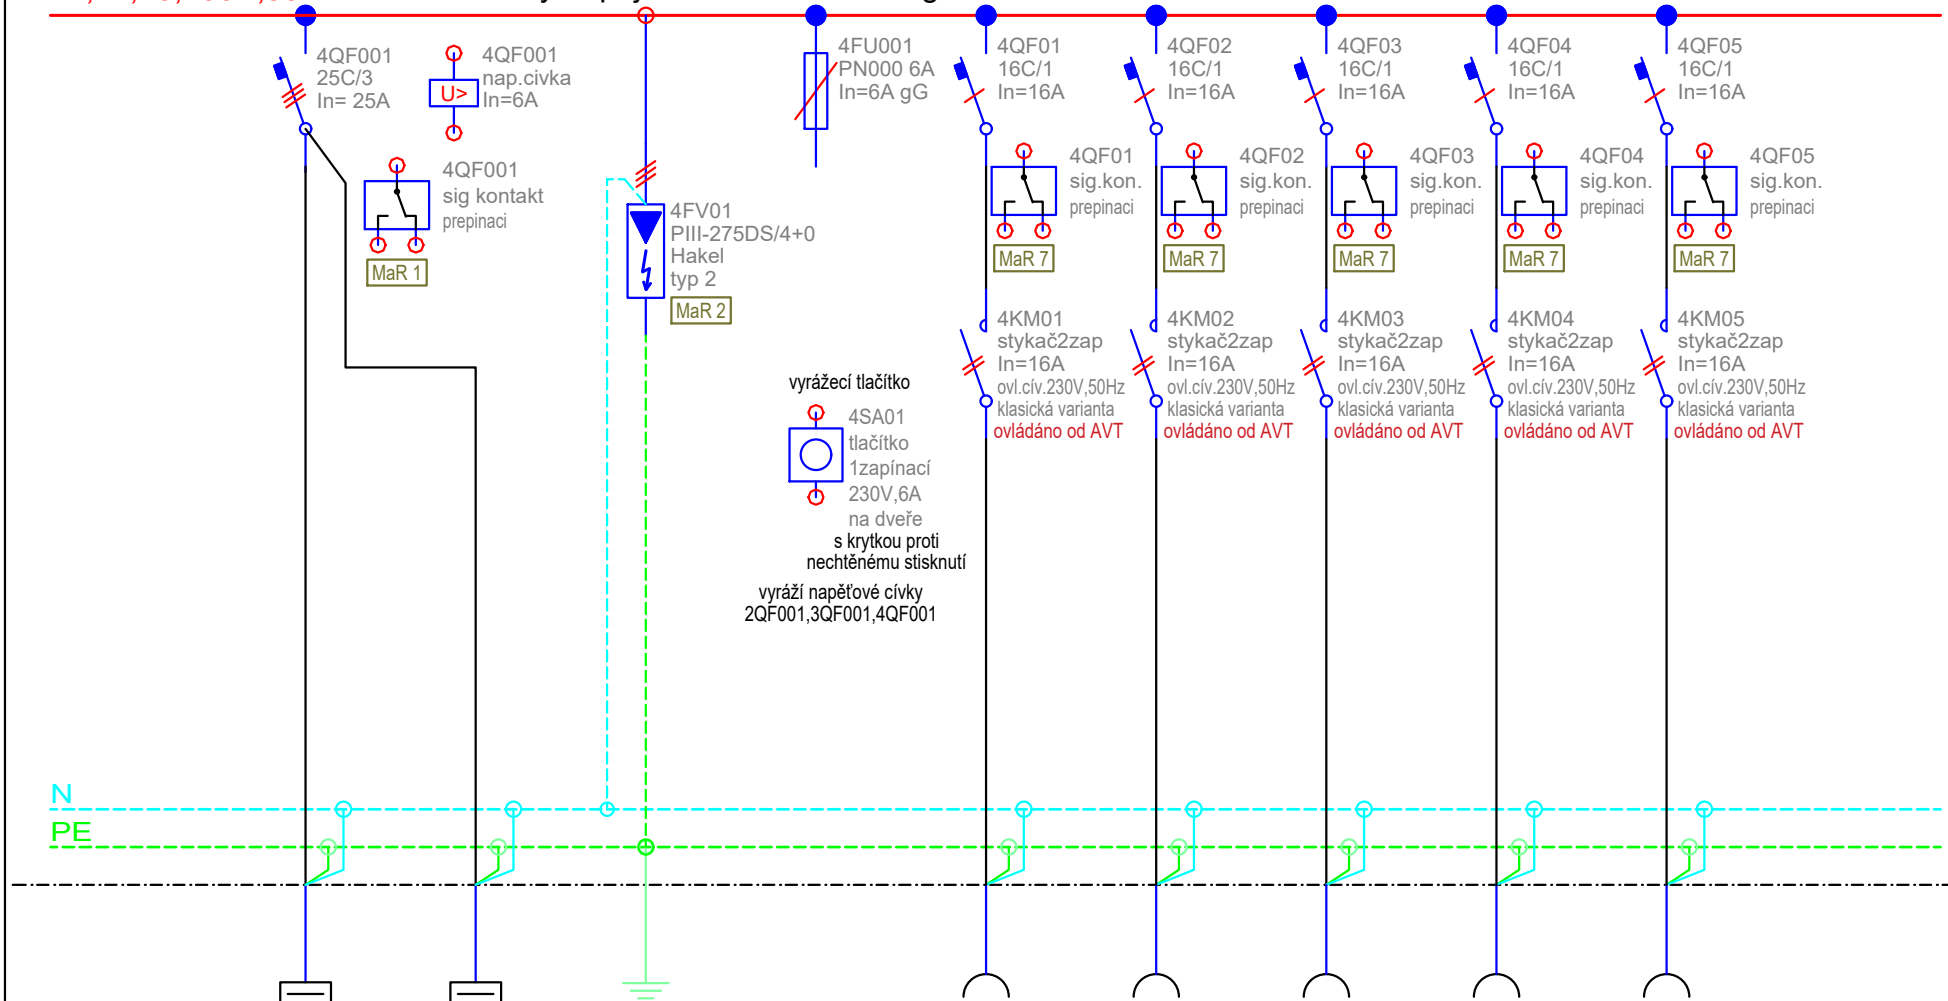 4QF001
25C/3
In= 25A
4QF001
nap.civka
In=6A
U>
4QF001
sig kontakt
prepinaci
MaR 1
4FV01
PIII-275DS/4+0
Hakel
typ 2
MaR 2
4FU001
PN000 6A
In=6A gG
vyrážecí tlačítko
4SA01
tlačítko
1zapínací
230V,6A
na dveře
s krytkou proti
nechtěnému stisknutí
vyráží napěťové cívky
2QF001,3QF001,4QF001
4QF01
16C/1
In=16A
4QF01
sig.kon.
prepinaci
MaR 7
4KM01
stykač2zap
In=16A
ovl.cív.230V,50Hz
klasická varianta
ovládáno od AVT
4QF02
16C/1
In=16A
4QF02
sig.kon.
prepinaci
MaR 7
4KM02
stykač2zap
In=16A
ovl.cív.230V,50Hz
klasická varianta
ovládáno od AVT
4QF03
16C/1
In=16A
4QF03
sig.kon.
prepinaci
MaR 7
4KM03
stykač2zap
In=16A
ovl.cív.230V,50Hz
klasická varianta
ovládáno od AVT
4QF04
16C/1
In=16A
4QF04
sig.kon.
prepinaci
MaR 7
4KM04
stykač2zap
In=16A
ovl.cív.230V,50Hz
klasická varianta
ovládáno od AVT
4QF05
16C/1
In=16A
4QF05
sig.kon.
prepinaci
MaR 7
4KM05
stykač2zap
In=16A
ovl.cív.230V,50Hz
klasická varianta
ovládáno od AVT
N
PE